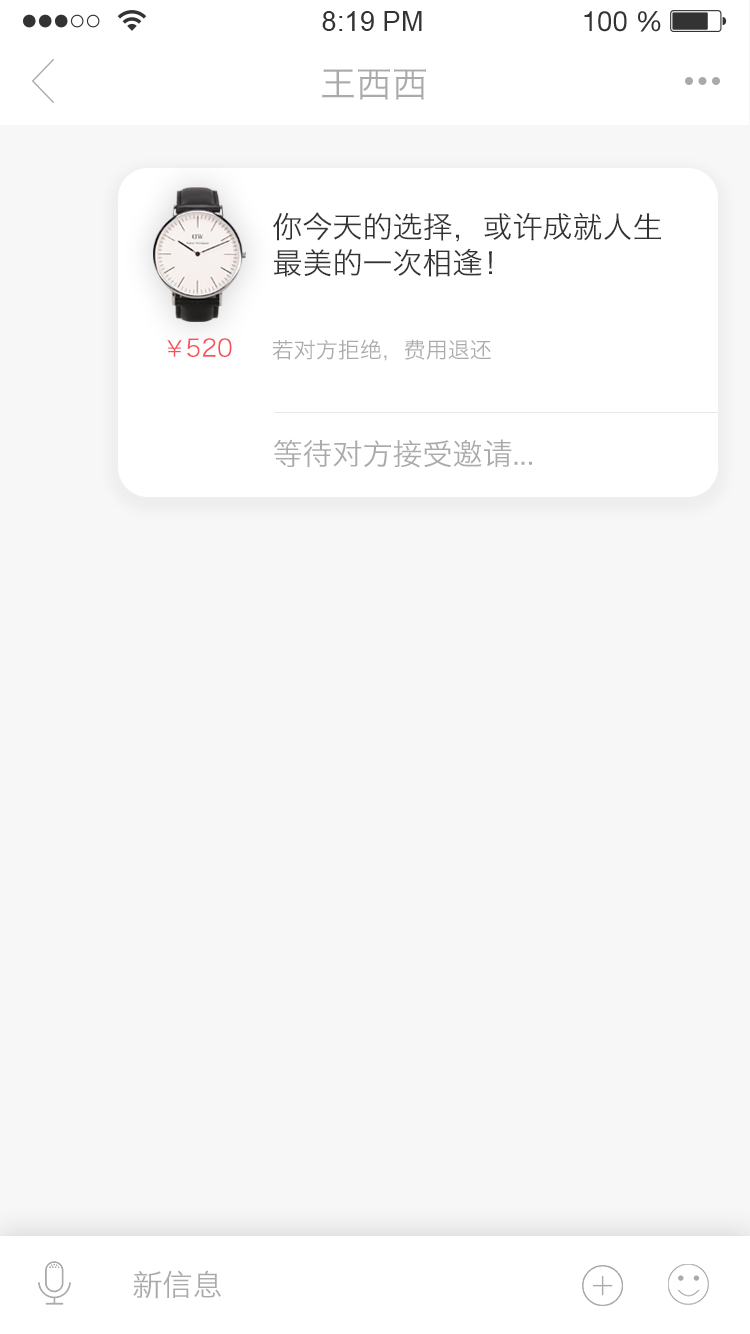 8:19 PM
100 %
王西西
你今天的选择，或许成就人生
最美的一次相逢！
¥520
若对方拒绝，费用退还
等待对方接受邀请...
新信息